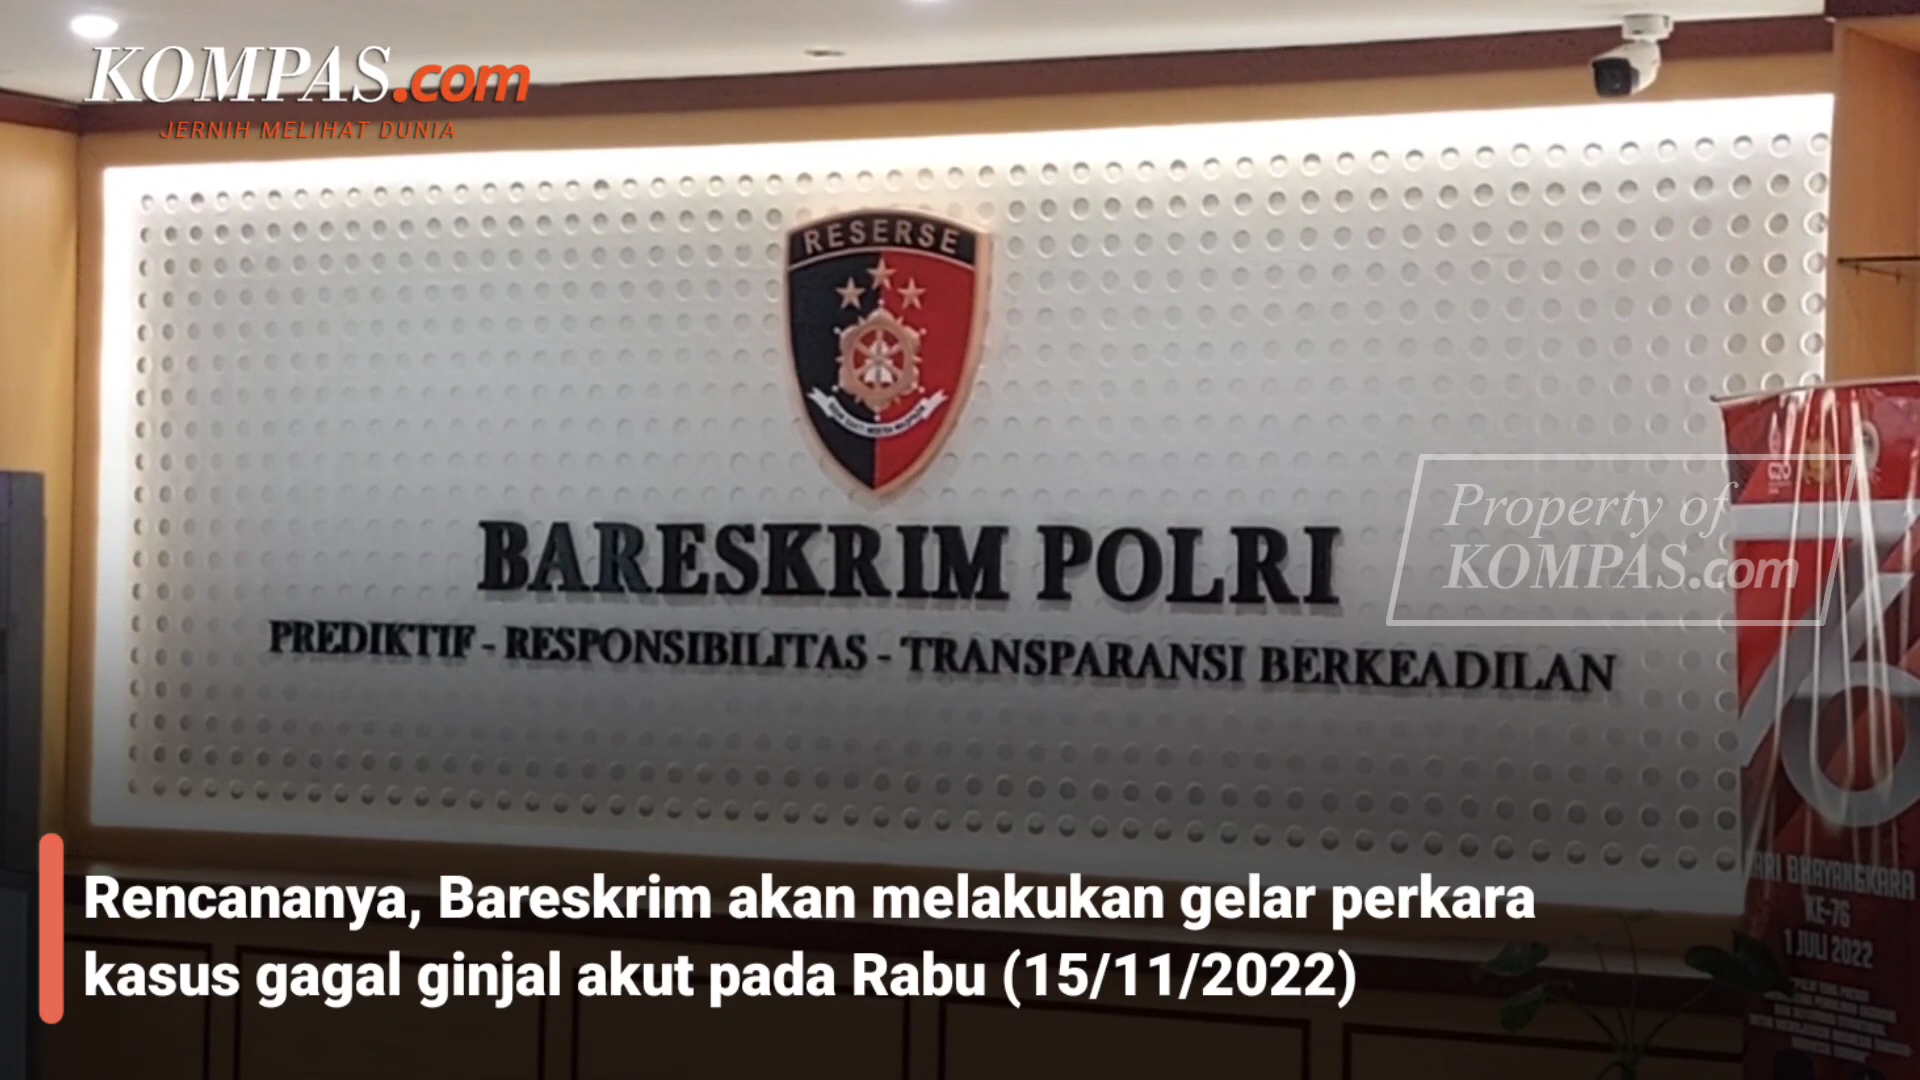 KOMPAS.com
JERNIH MELIHAT DUNIA
RESERSE
BARESKRIM POLRI
PREDIKTIF - RESPONSIBILITAS - TRANSPARANSI BERKEADILAN
Property of
KOMPAS.com
76
HARI BHAYANGKARA
KE-76
1 JULI 2022
Rencananya, Bareskrim akan melakukan gelar perkara
kasus gagal ginjal akut pada Rabu (15/11/2022)